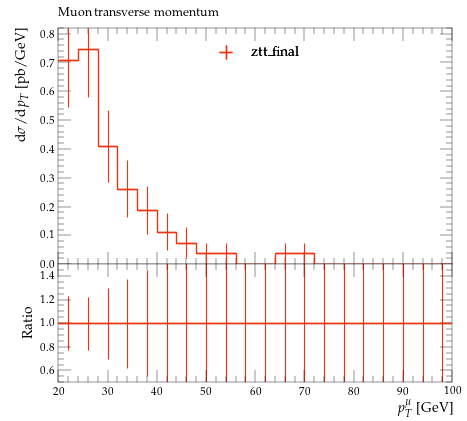 Muon transverse momentum
dσ/dp_T [pb/GeV]
ztt_final
0.8
0.7
0.6
0.5
0.4
0.3
0.2
0.1
0.0
Ratio
1.4
1.2
1.0
0.8
0.6
20 30 40 50 60 70 80 90 100
p_T^μ [GeV]